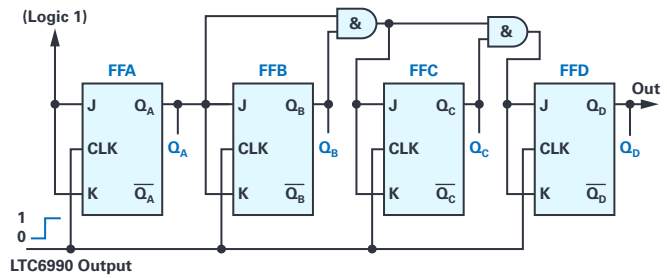 (Logic 1)
&
&
FFA
FFB
FFC
FFD
Out
J
Q_A
J
Q_B
J
Q_C
J
Q_D
Q_A
Q_B
Q_C
Q_D
CLK
CLK
CLK
CLK
K
Q̅_A
K
Q̅_B
K
Q̅_C
K
Q̅_D
1
0
LTC6990 Output